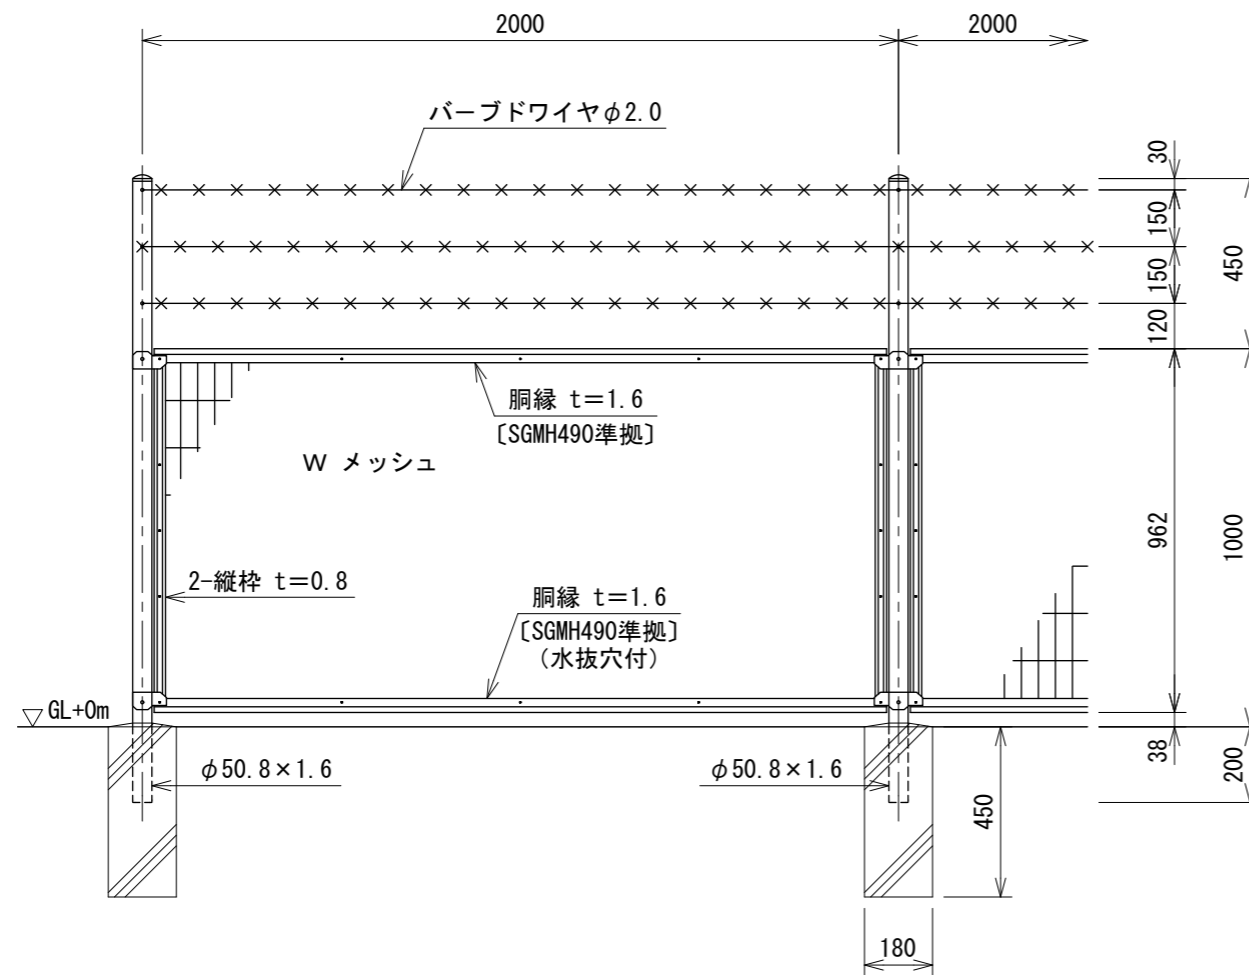 2000
2000
バーブドワイヤφ2.0
30
150
150
120
450
胴縁 t=1.6
〔SGMH490準拠〕
W メッシュ
962
1000
2-縦枠 t=0.8
胴縁 t=1.6
〔SGMH490準拠〕
(水抜穴付)
GL+0m
φ50.8×1.6
φ50.8×1.6
38
200
450
180